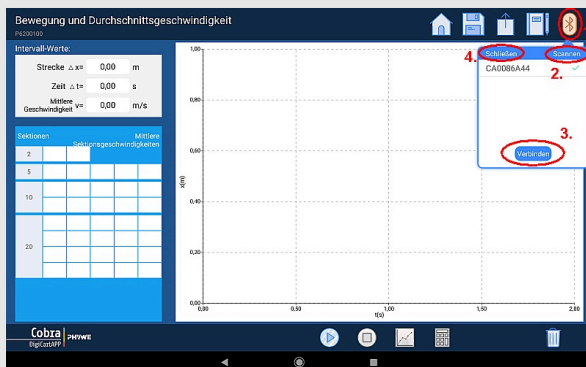 Bewegung und Durchschnittsgeschwindigkeit
P6200100
Intervall-Werte:
Strecke △ x= 0,00 m
Zeit △ t= 0,00 s
Mittlere Geschwindigkeit v= 0,00 m/s
Sektionen
Mittlere Sektionsgeschwindigkeiten
2
5
10
20
1,00
0,80
0,60
0,40
0,20
0,00
x(m)
0,00 0,50 1,00 1,50 2,00
t(s)
4. Schließen Scannen
2.
CA0086A44
3.
Verbinden
Cobra
DigiCartAPP
PHYWE